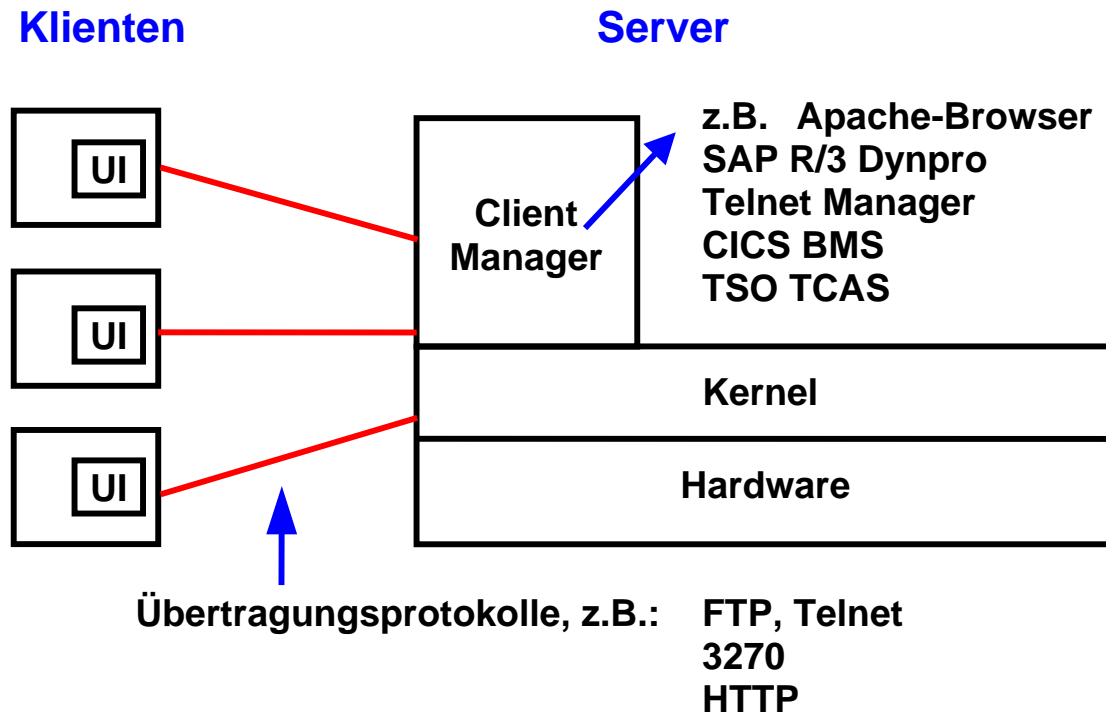 Klienten Server
z.B. Apache-Browser
SAP R/3 Dynpro
Telnet Manager
CICS BMS
TSO TCAS
UI
UI
UI
Client
Manager
Kernel
Hardware
Übertragungsprotokolle, z.B.: FTP, Telnet
3270
HTTP